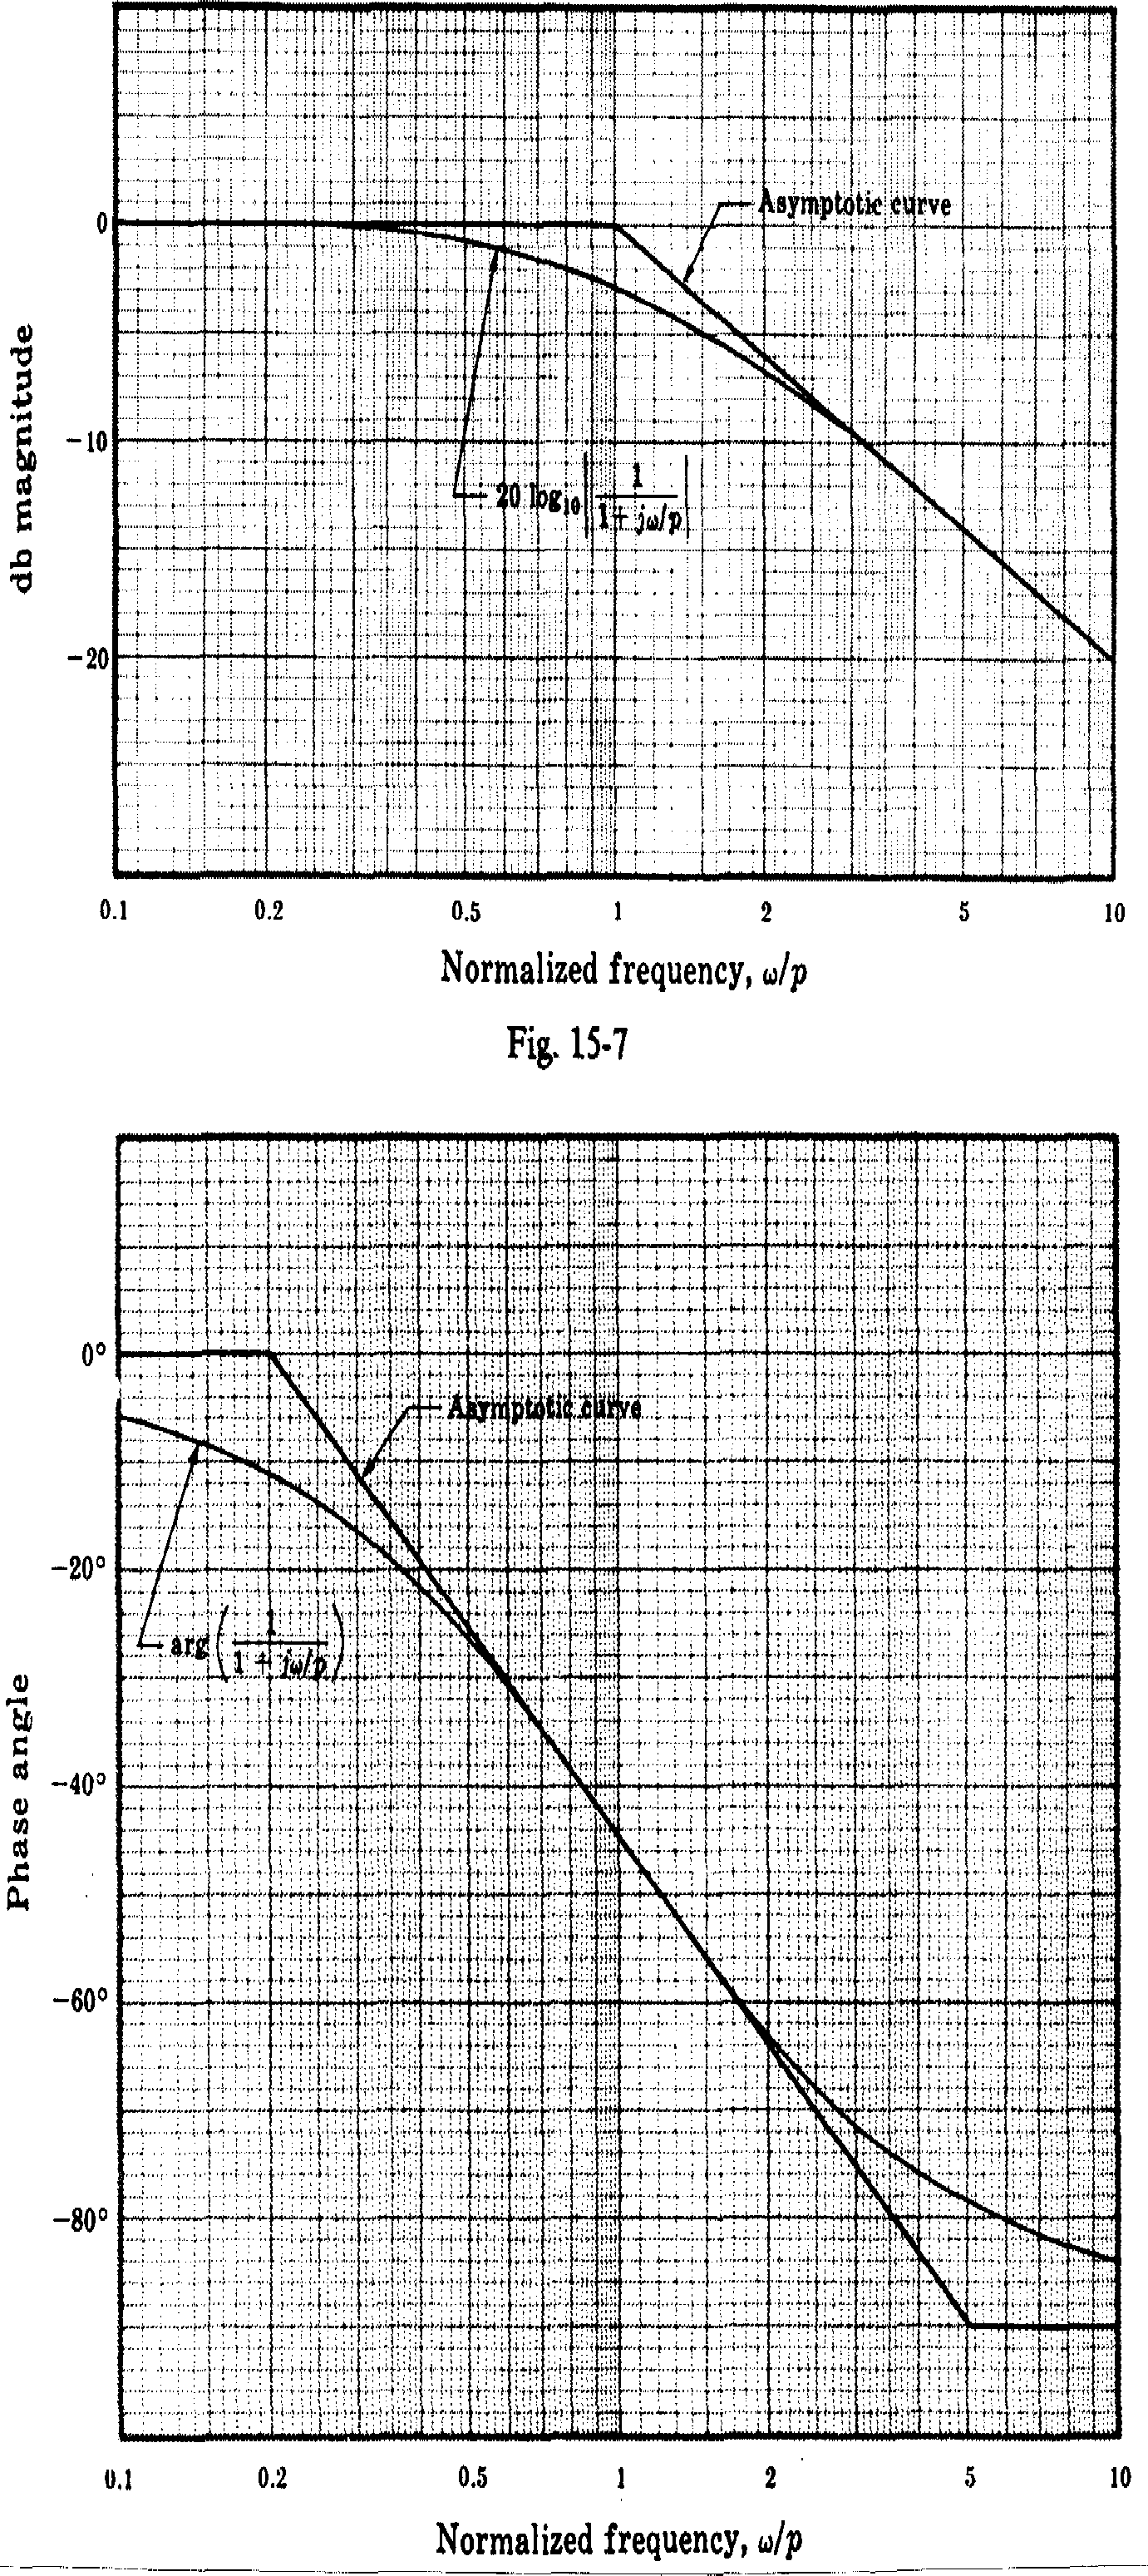 Asymptotic curve
0
-10
-20
db magnitude
20 log₁₀ | 1 / 1 + jω/p |
0.1 0.2 0.5 1 2 5 10
Normalized frequency, ω/p
Fig. 15-7
0°
-20°
-40°
-60°
-80°
Phase angle
Asymptotic curve
arg ( 1 / 1 + jω/p )
0.1 0.2 0.5 1 2 5 10
Normalized frequency, ω/p